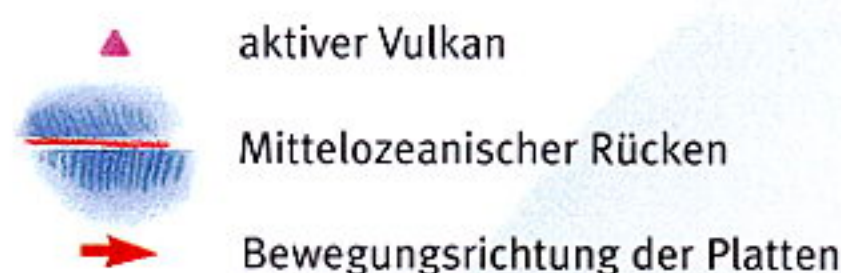 aktiver Vulkan
Mittelozeanischer Rücken
Bewegungsrichtung der Platten